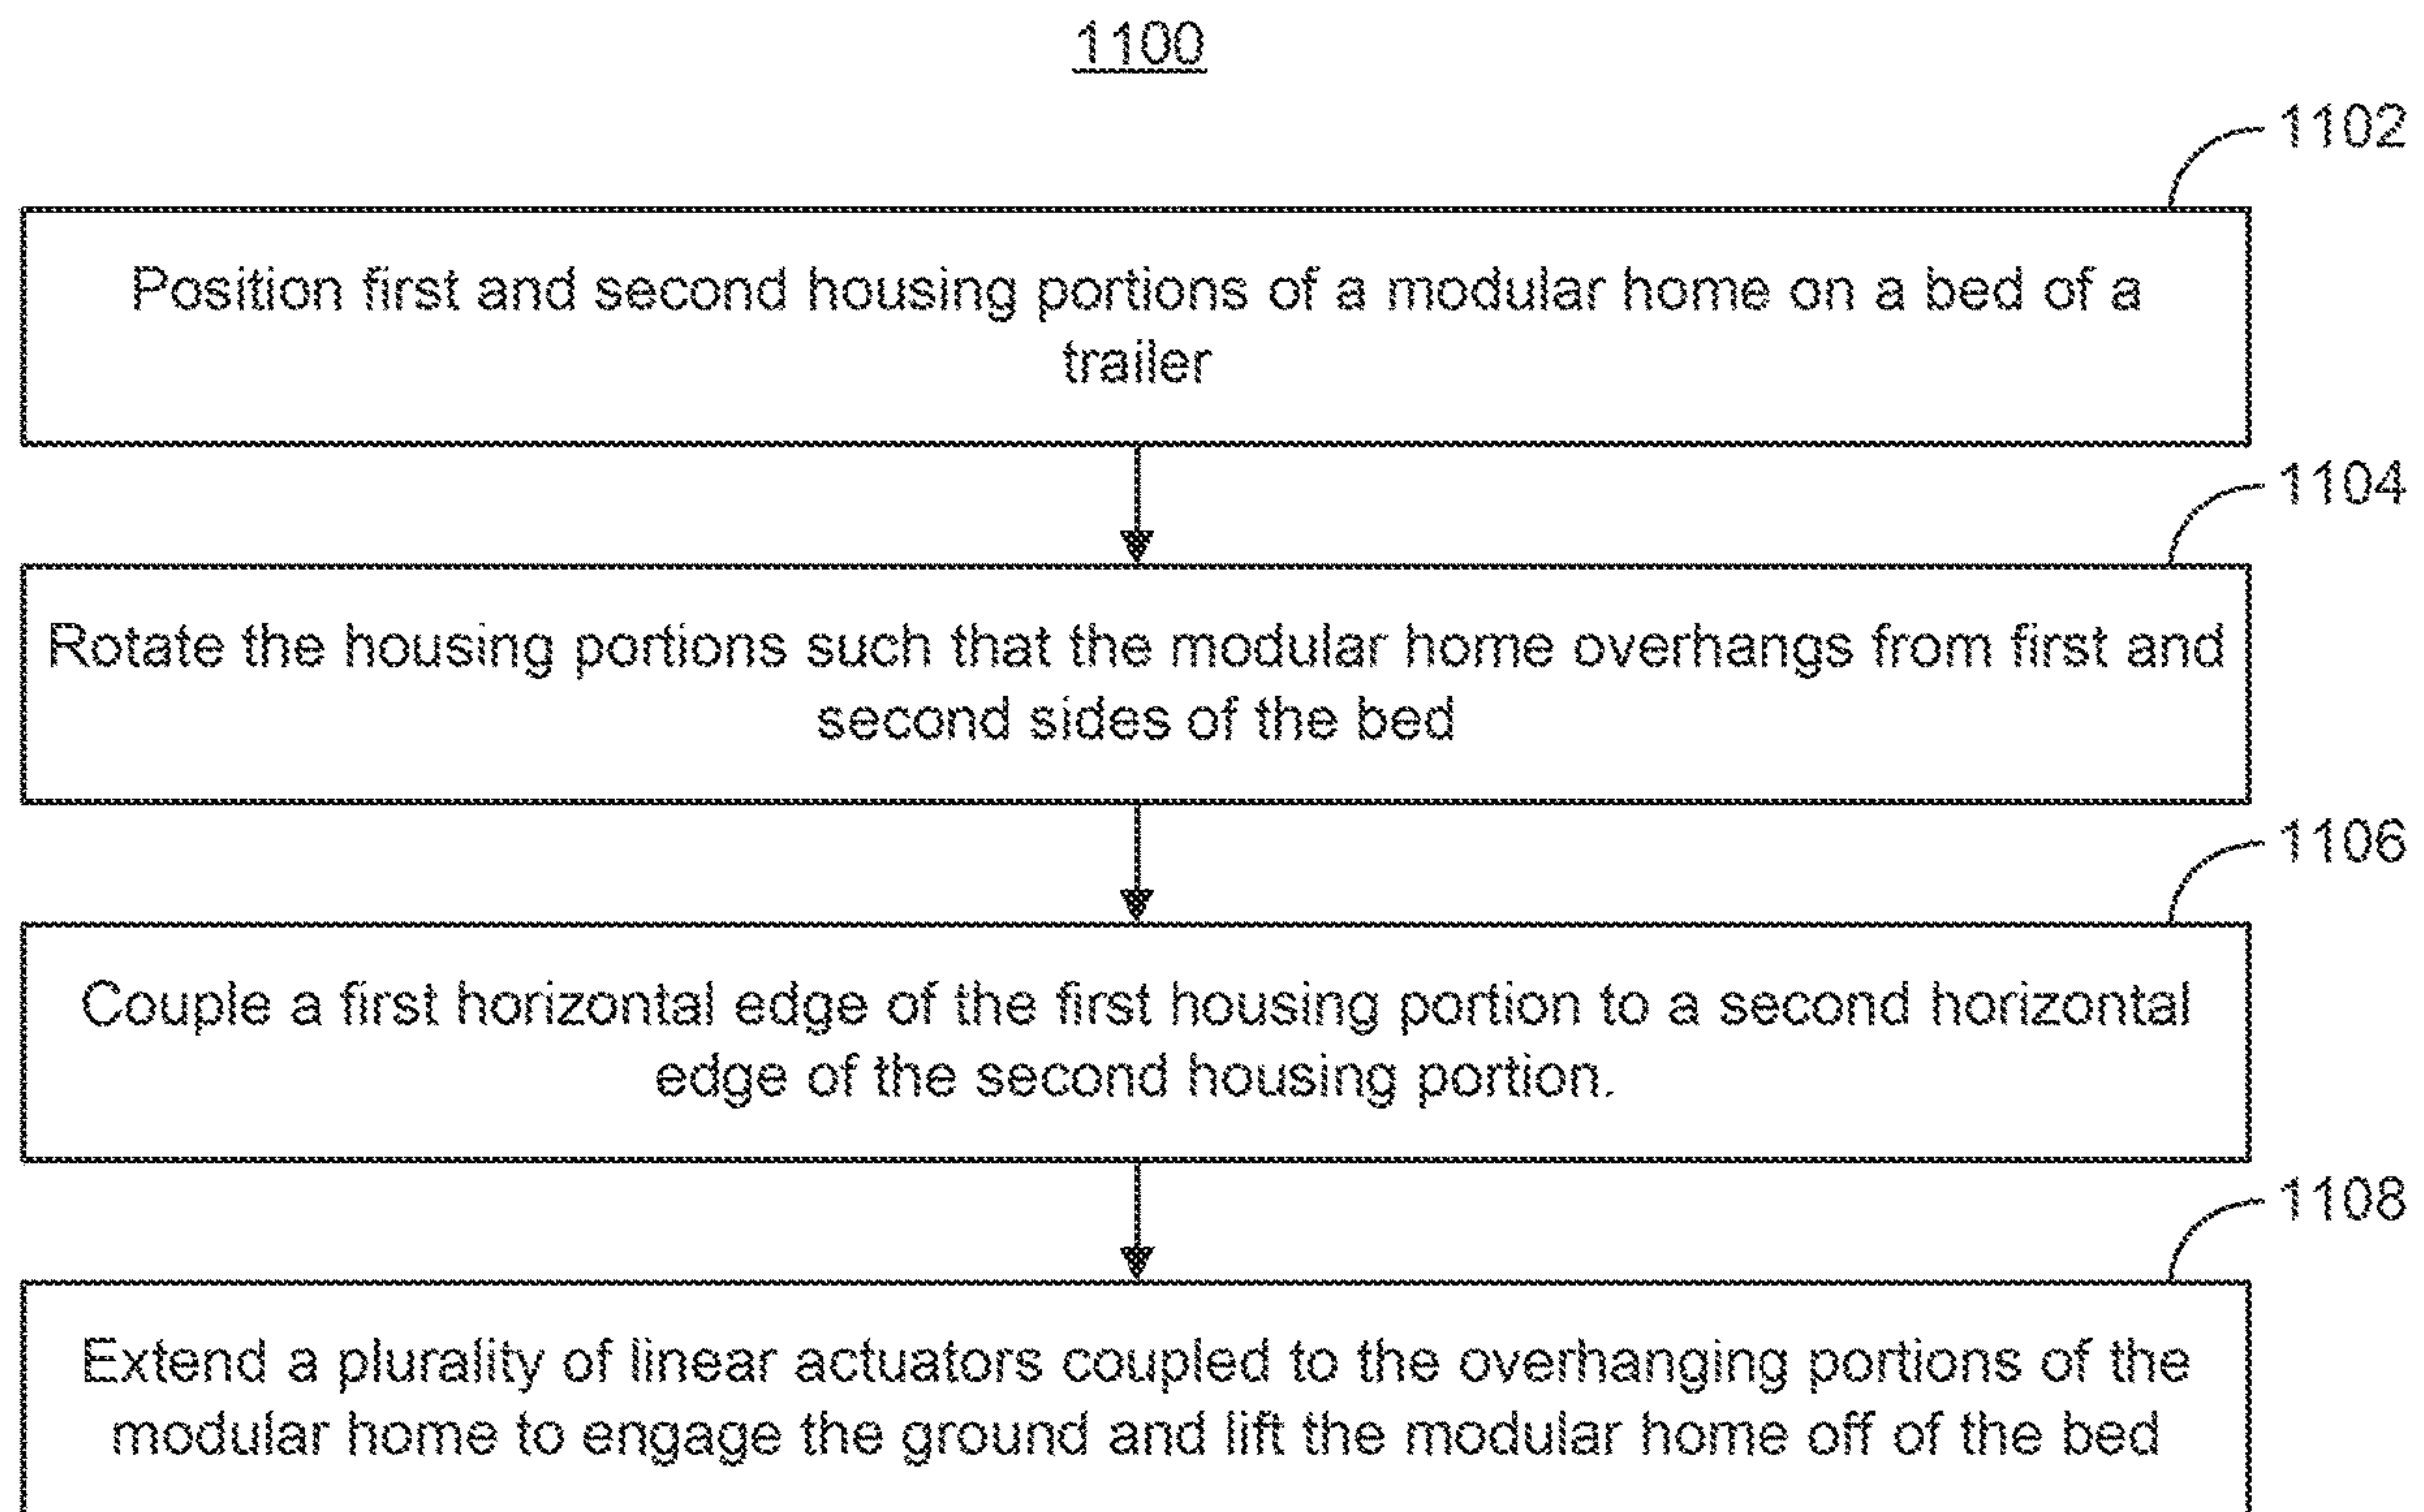 1100
1102
Position first and second housing portions of a modular home on a bed of a
trailer
1104
Rotate the housing portions such that the modular home overhangs from first and
second sides of the bed
1106
Couple a first horizontal edge of the first housing portion to a second horizontal
edge of the second housing portion.
1108
Extend a plurality of linear actuators coupled to the overhanging portions of the
modular home to engage the ground and lift the modular home off of the bed